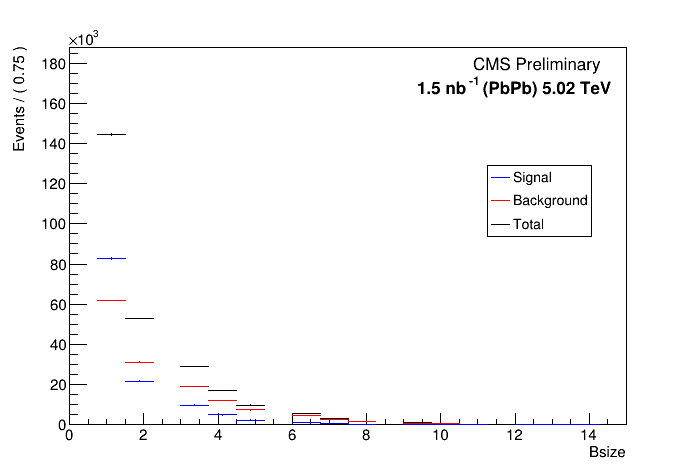 ×10³
Events / ( 0.75 )
180
160
140
120
100
80
60
40
20
0
CMS Preliminary
1.5 nb⁻¹ (PbPb) 5.02 TeV
Signal
Background
Total
0 2 4 6 8 10 12 14
Bsize